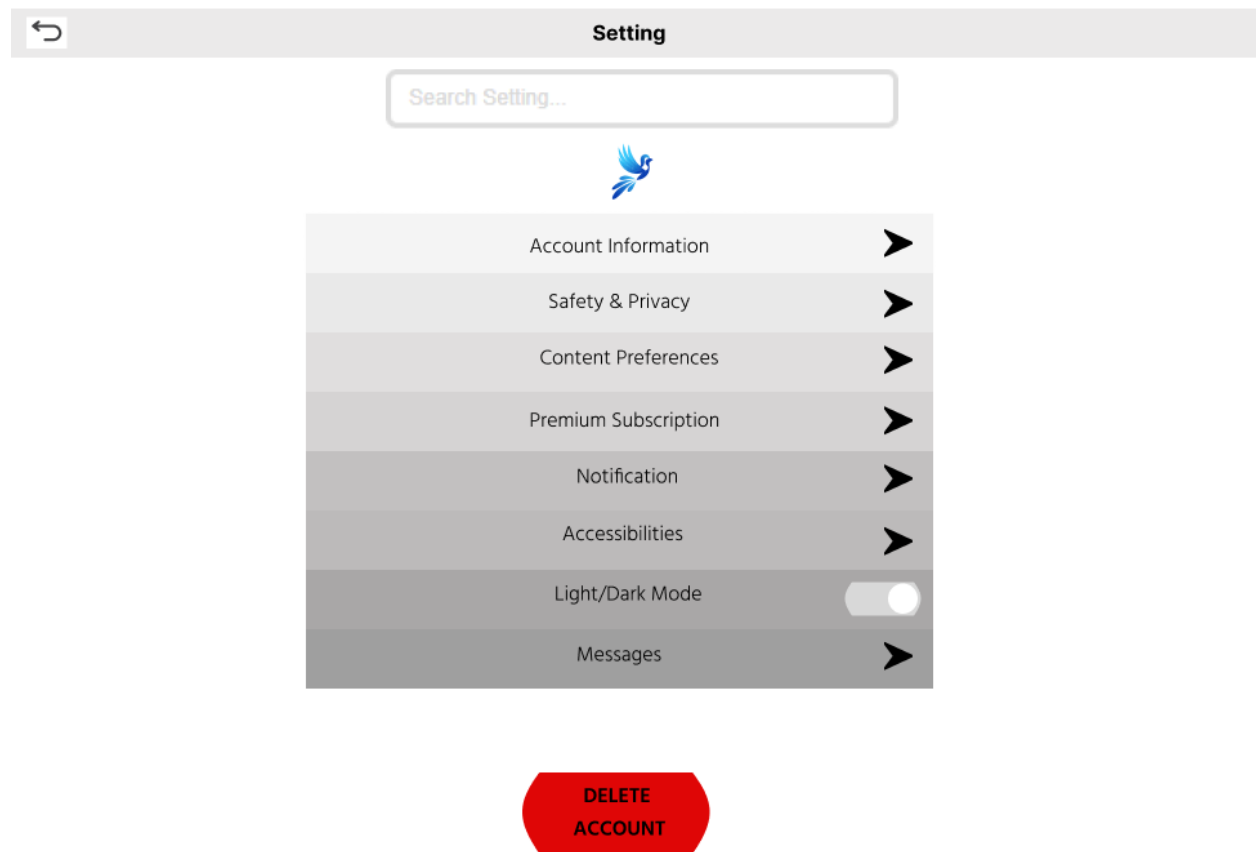 Setting
Search Setting...
Account Information
Safety & Privacy
Content Preferences
Premium Subscription
Notification
Accessibilities
Light/Dark Mode
Messages
DELETE
ACCOUNT